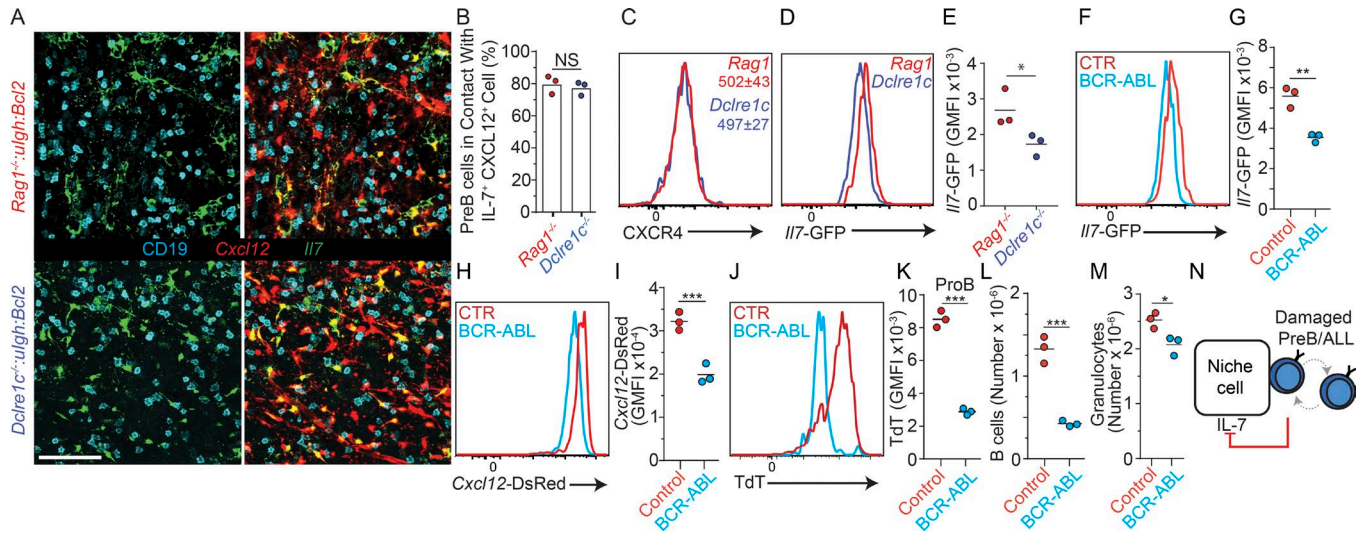 A
Rag1-/-:uIgh:Bcl2
Dclre1c-/-:uIgh:Bcl2
CD19 Cxcl12 Il7
B
PreB cells in Contact With
IL-7+ CXCL12+ Cell (%)
100
80
60
40
20
0
NS
Rag1-/-
Dclre1c-/-
C
Rag1
502±43
Dclre1c
497±27
0
CXCR4
D
Rag1
Dclre1c
0
Il7-GFP
E
Il7-GFP (GMFI x10-3)
4
3
2
1
0
*
Rag1-/-
Dclre1c-/-
F
CTR
BCR-ABL
0
Il7-GFP
G
Il7-GFP (GMFI x10-3)
8
6
4
2
0
**
Control
BCR-ABL
H
CTR
BCR-ABL
0
Cxcl12-DsRed
I
Cxcl12-DsRed
(GMFI x10-4)
4
3
2
1
0
***
Control
BCR-ABL
J
CTR
BCR-ABL
0
TdT
K
ProB
TdT (GMFI x10-3)
10
8
6
4
2
0
***
Control
BCR-ABL
L
B cells (Number x 10-6)
2
1.5
1
0.5
0
***
Control
BCR-ABL
M
Granulocytes
(Number x 10-6)
3
2
1
0
*
Control
BCR-ABL
N
Damaged
PreB/ALL
Niche
cell
IL-7